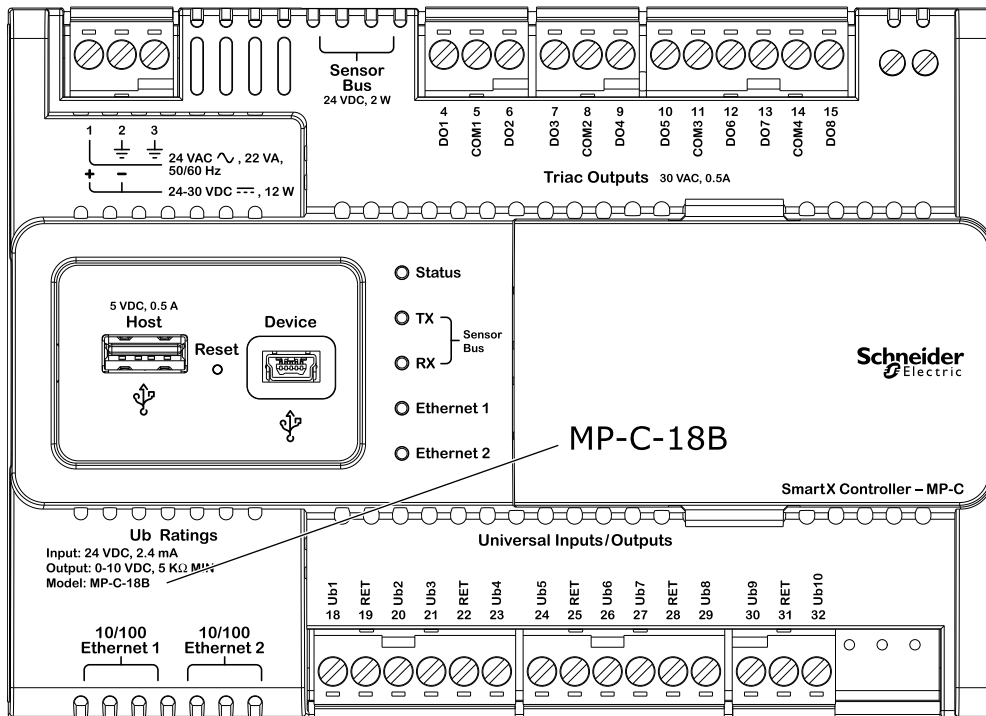 Sensor
Bus
24 VDC, 2 W
1 2 3
24 VAC ∿ , 22 VA,
50/60 Hz
+ −
24-30 VDC ⎓ , 12 W
4 5 6 7 8 9 10 11 12 13 14 15
DO1 COM1 DO2 DO3 COM2 DO4 DO5 COM3 DO6 DO7 COM4 DO8
Triac Outputs 30 VAC, 0.5A
5 VDC, 0.5 A
Host
Reset
Device
Status
TX
RX
Sensor
Bus
Ethernet 1
Ethernet 2
Schneider
Electric
MP-C-18B
SmartX Controller – MP-C
Ub Ratings
Input: 24 VDC, 2.4 mA
Output: 0-10 VDC, 5 KΩ MIN
Model: MP-C-18B
10/100
Ethernet 1
10/100
Ethernet 2
Universal Inputs/Outputs
Ub1 RET Ub2 Ub3 RET Ub4 Ub5 RET Ub6 Ub7 RET Ub8 Ub9 RET Ub10
18 19 20 21 22 23 24 25 26 27 28 29 30 31 32